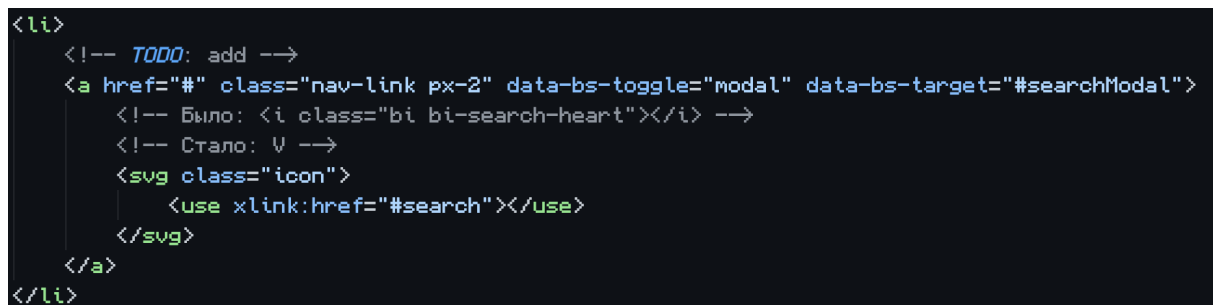 <li>
<!-- TODO: add -->
<a href="#" class="nav-link px-2" data-bs-toggle="modal" data-bs-target="#searchModal">
<!-- Было: <i class="bi bi-search-heart"></i> -->
<!-- Стало: V -->
<svg class="icon">
<use xlink:href="#search"></use>
</svg>
</a>
</li>